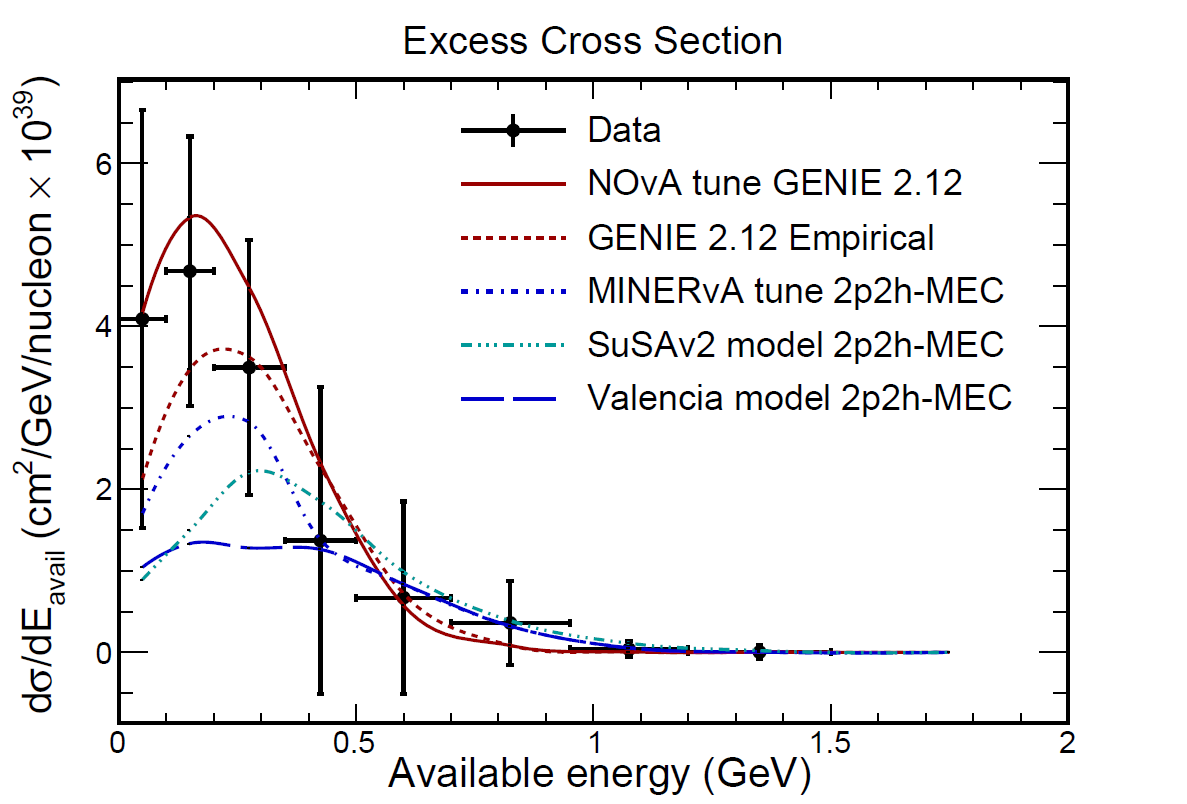 Excess Cross Section
dσ/dE_avail (cm²/GeV/nucleon × 10³⁹)
Data
NOvA tune GENIE 2.12
GENIE 2.12 Empirical
MINERvA tune 2p2h-MEC
SuSAv2 model 2p2h-MEC
Valencia model 2p2h-MEC
6
4
2
0
0 0.5 1 1.5 2
Available energy (GeV)